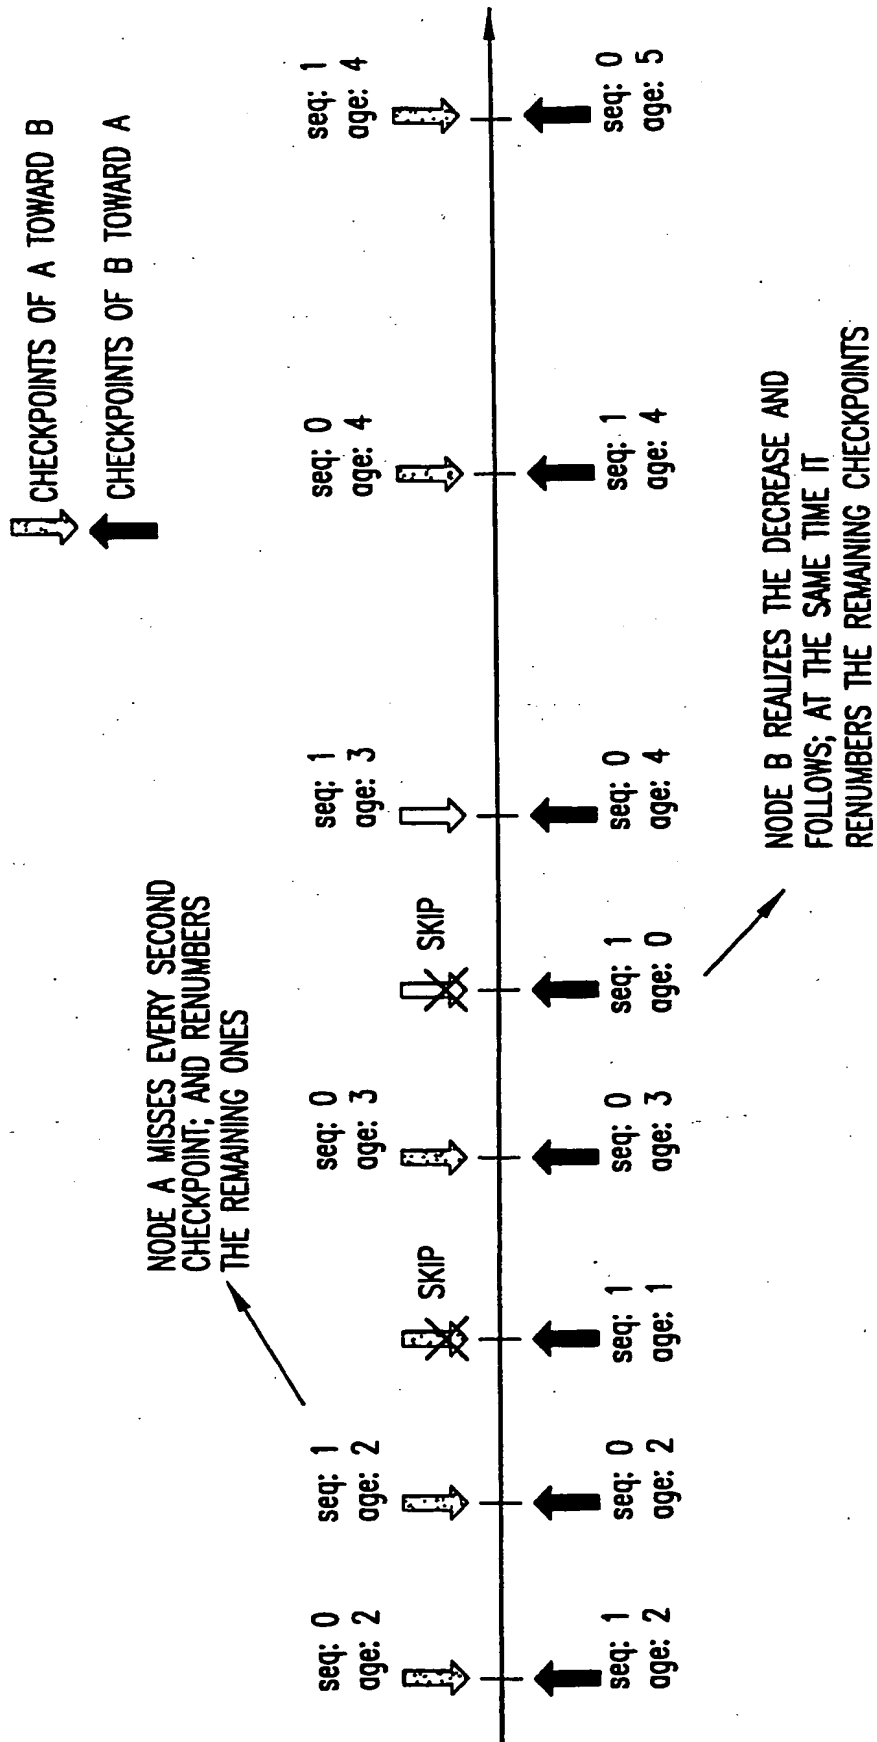 CHECKPOINTS OF A TOWARD B
CHECKPOINTS OF B TOWARD A
NODE A MISSES EVERY SECOND
CHECKPOINT; AND RENUMBERS
THE REMAINING ONES
seq: 0
age: 2
seq: 1
age: 2
SKIP
seq: 0
age: 3
SKIP
seq: 1
age: 3
seq: 0
age: 4
seq: 1
age: 4
seq: 1
age: 2
seq: 0
age: 2
seq: 1
age: 1
seq: 0
age: 3
seq: 1
age: 0
seq: 0
age: 4
seq: 1
age: 4
seq: 0
age: 5
NODE B REALIZES THE DECREASE AND
FOLLOWS; AT THE SAME TIME IT
RENUMBERS THE REMAINING CHECKPOINTS